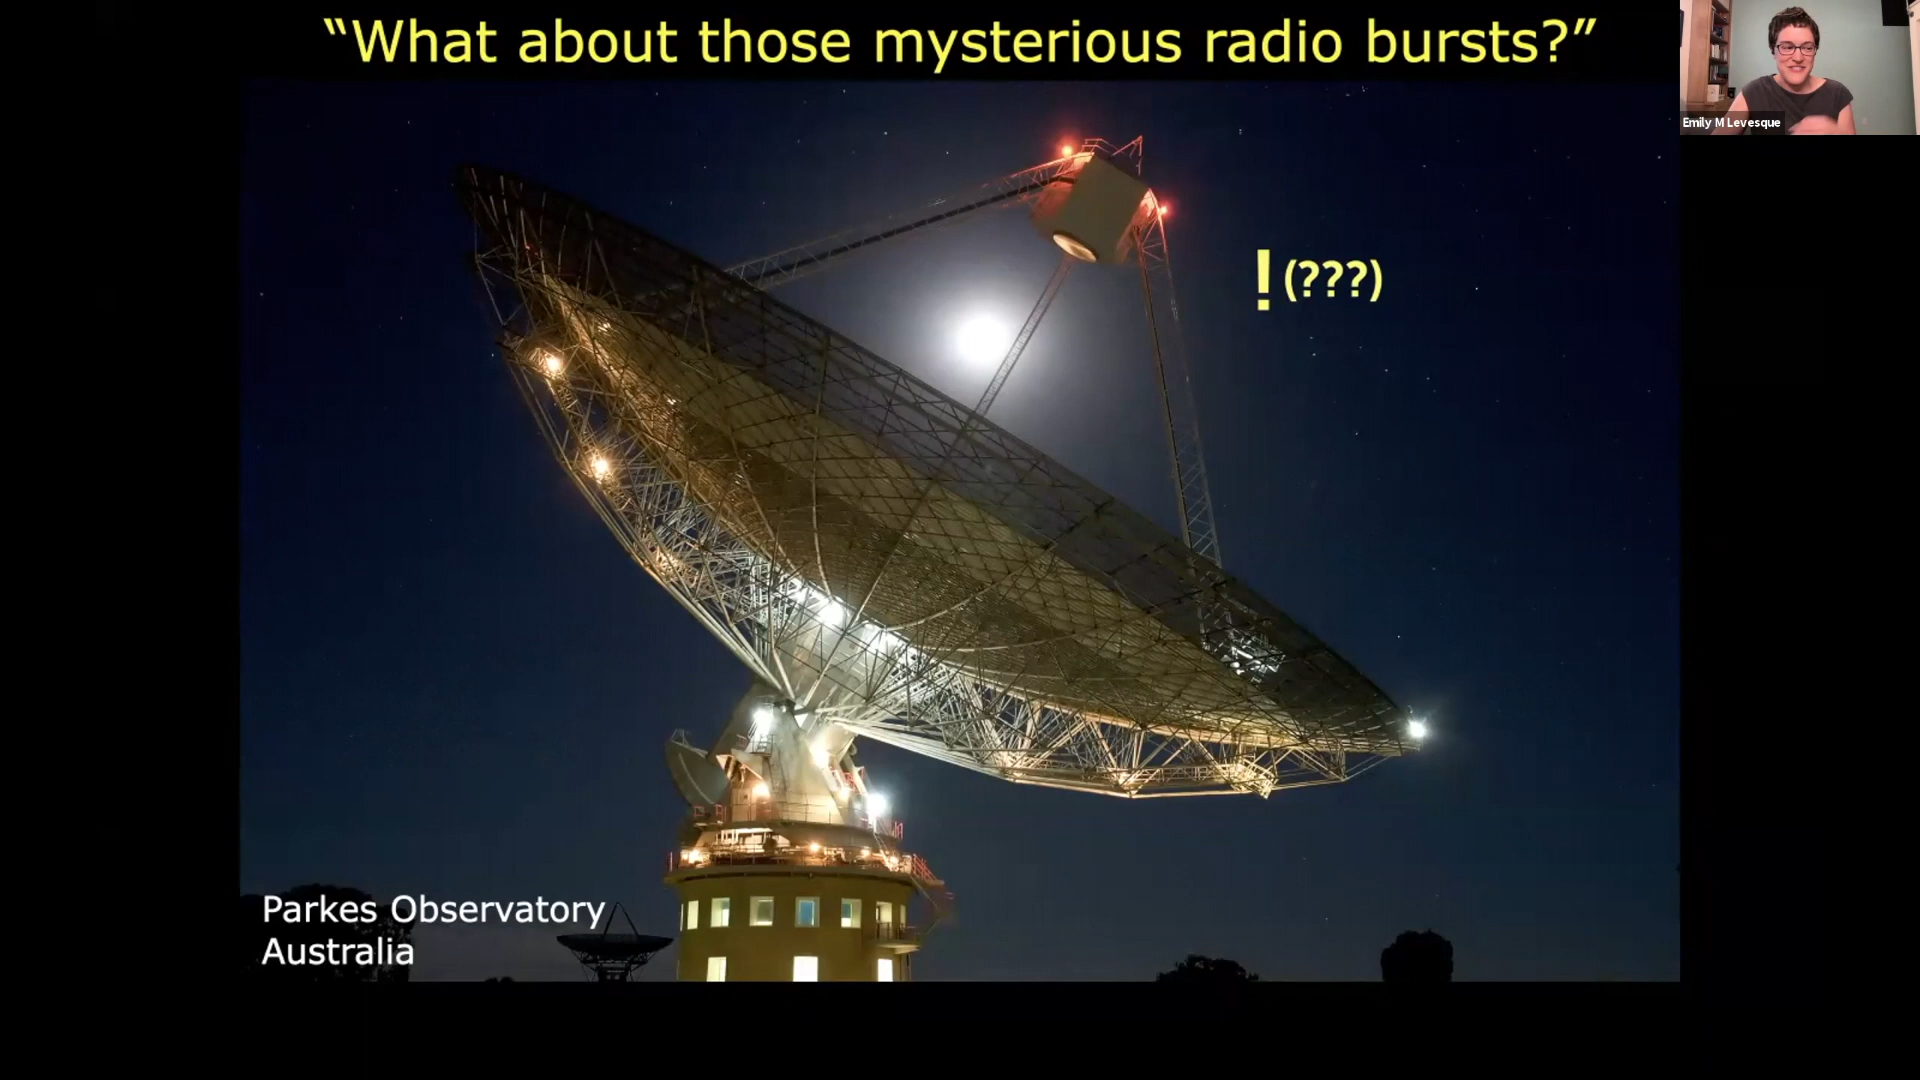 “What about those mysterious radio bursts?”
Emily M Levesque
!(???)
Parkes Observatory
Australia